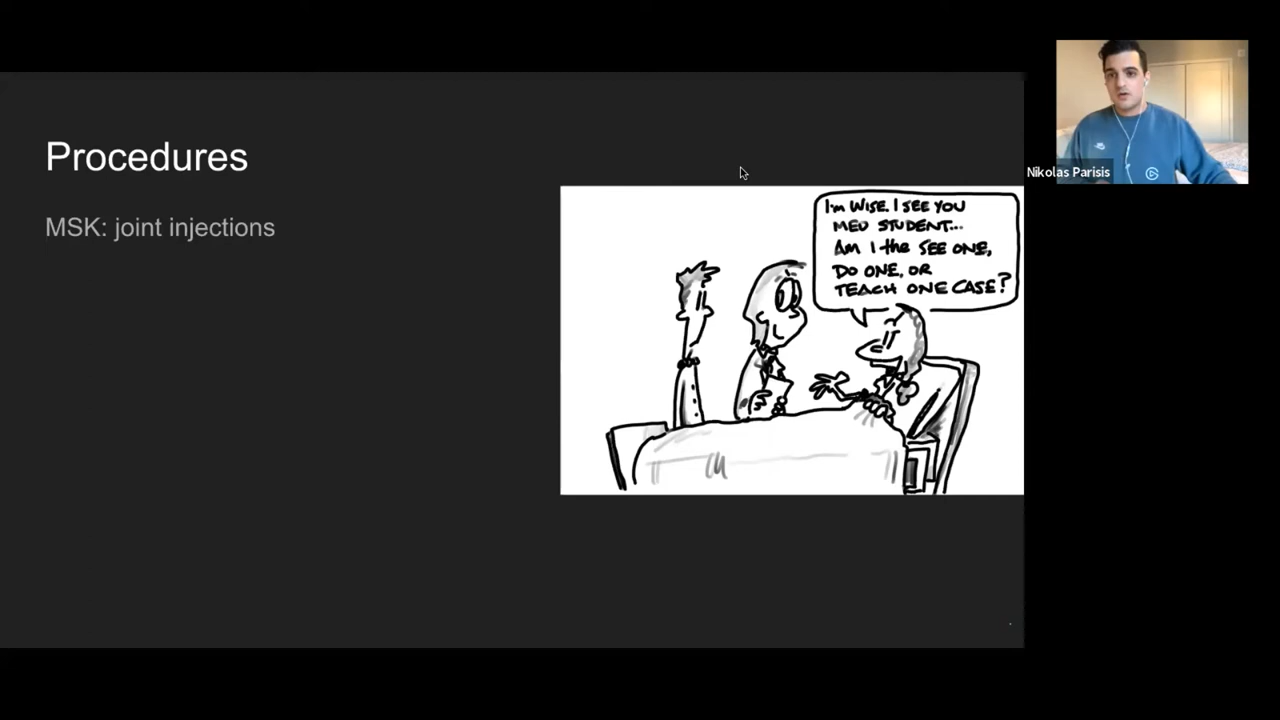 Procedures
MSK: joint injections
I'm WISE. I SEE YOU
MED STUDENT...
Am I the SEE ONE,
DO ONE, OR
TEACH ONE CASE?
Nikolas Parisis